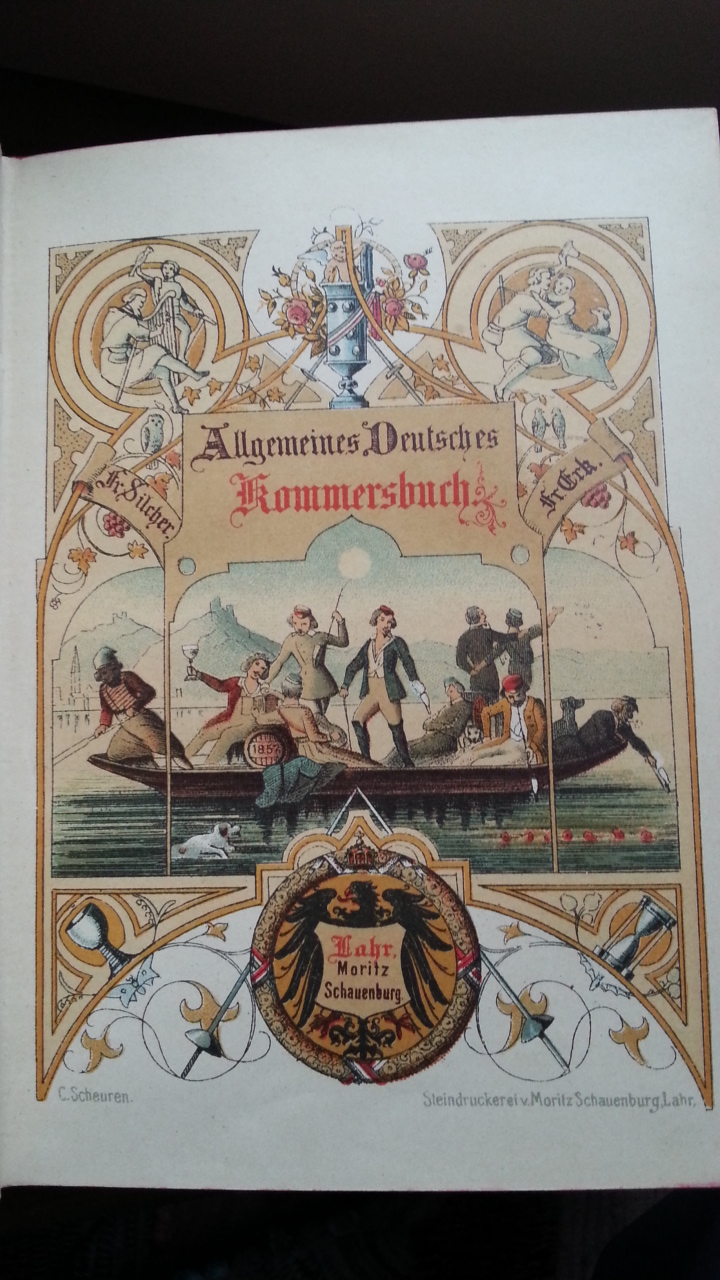 Allgemeines Deutsches
Kommersbuch.
Fr. Silcher.
Fr. Erk.
1857
Lahr,
Moritz
Schauenburg.
C. Scheuren.
Steindruckerei v. Moritz Schauenburg, Lahr.